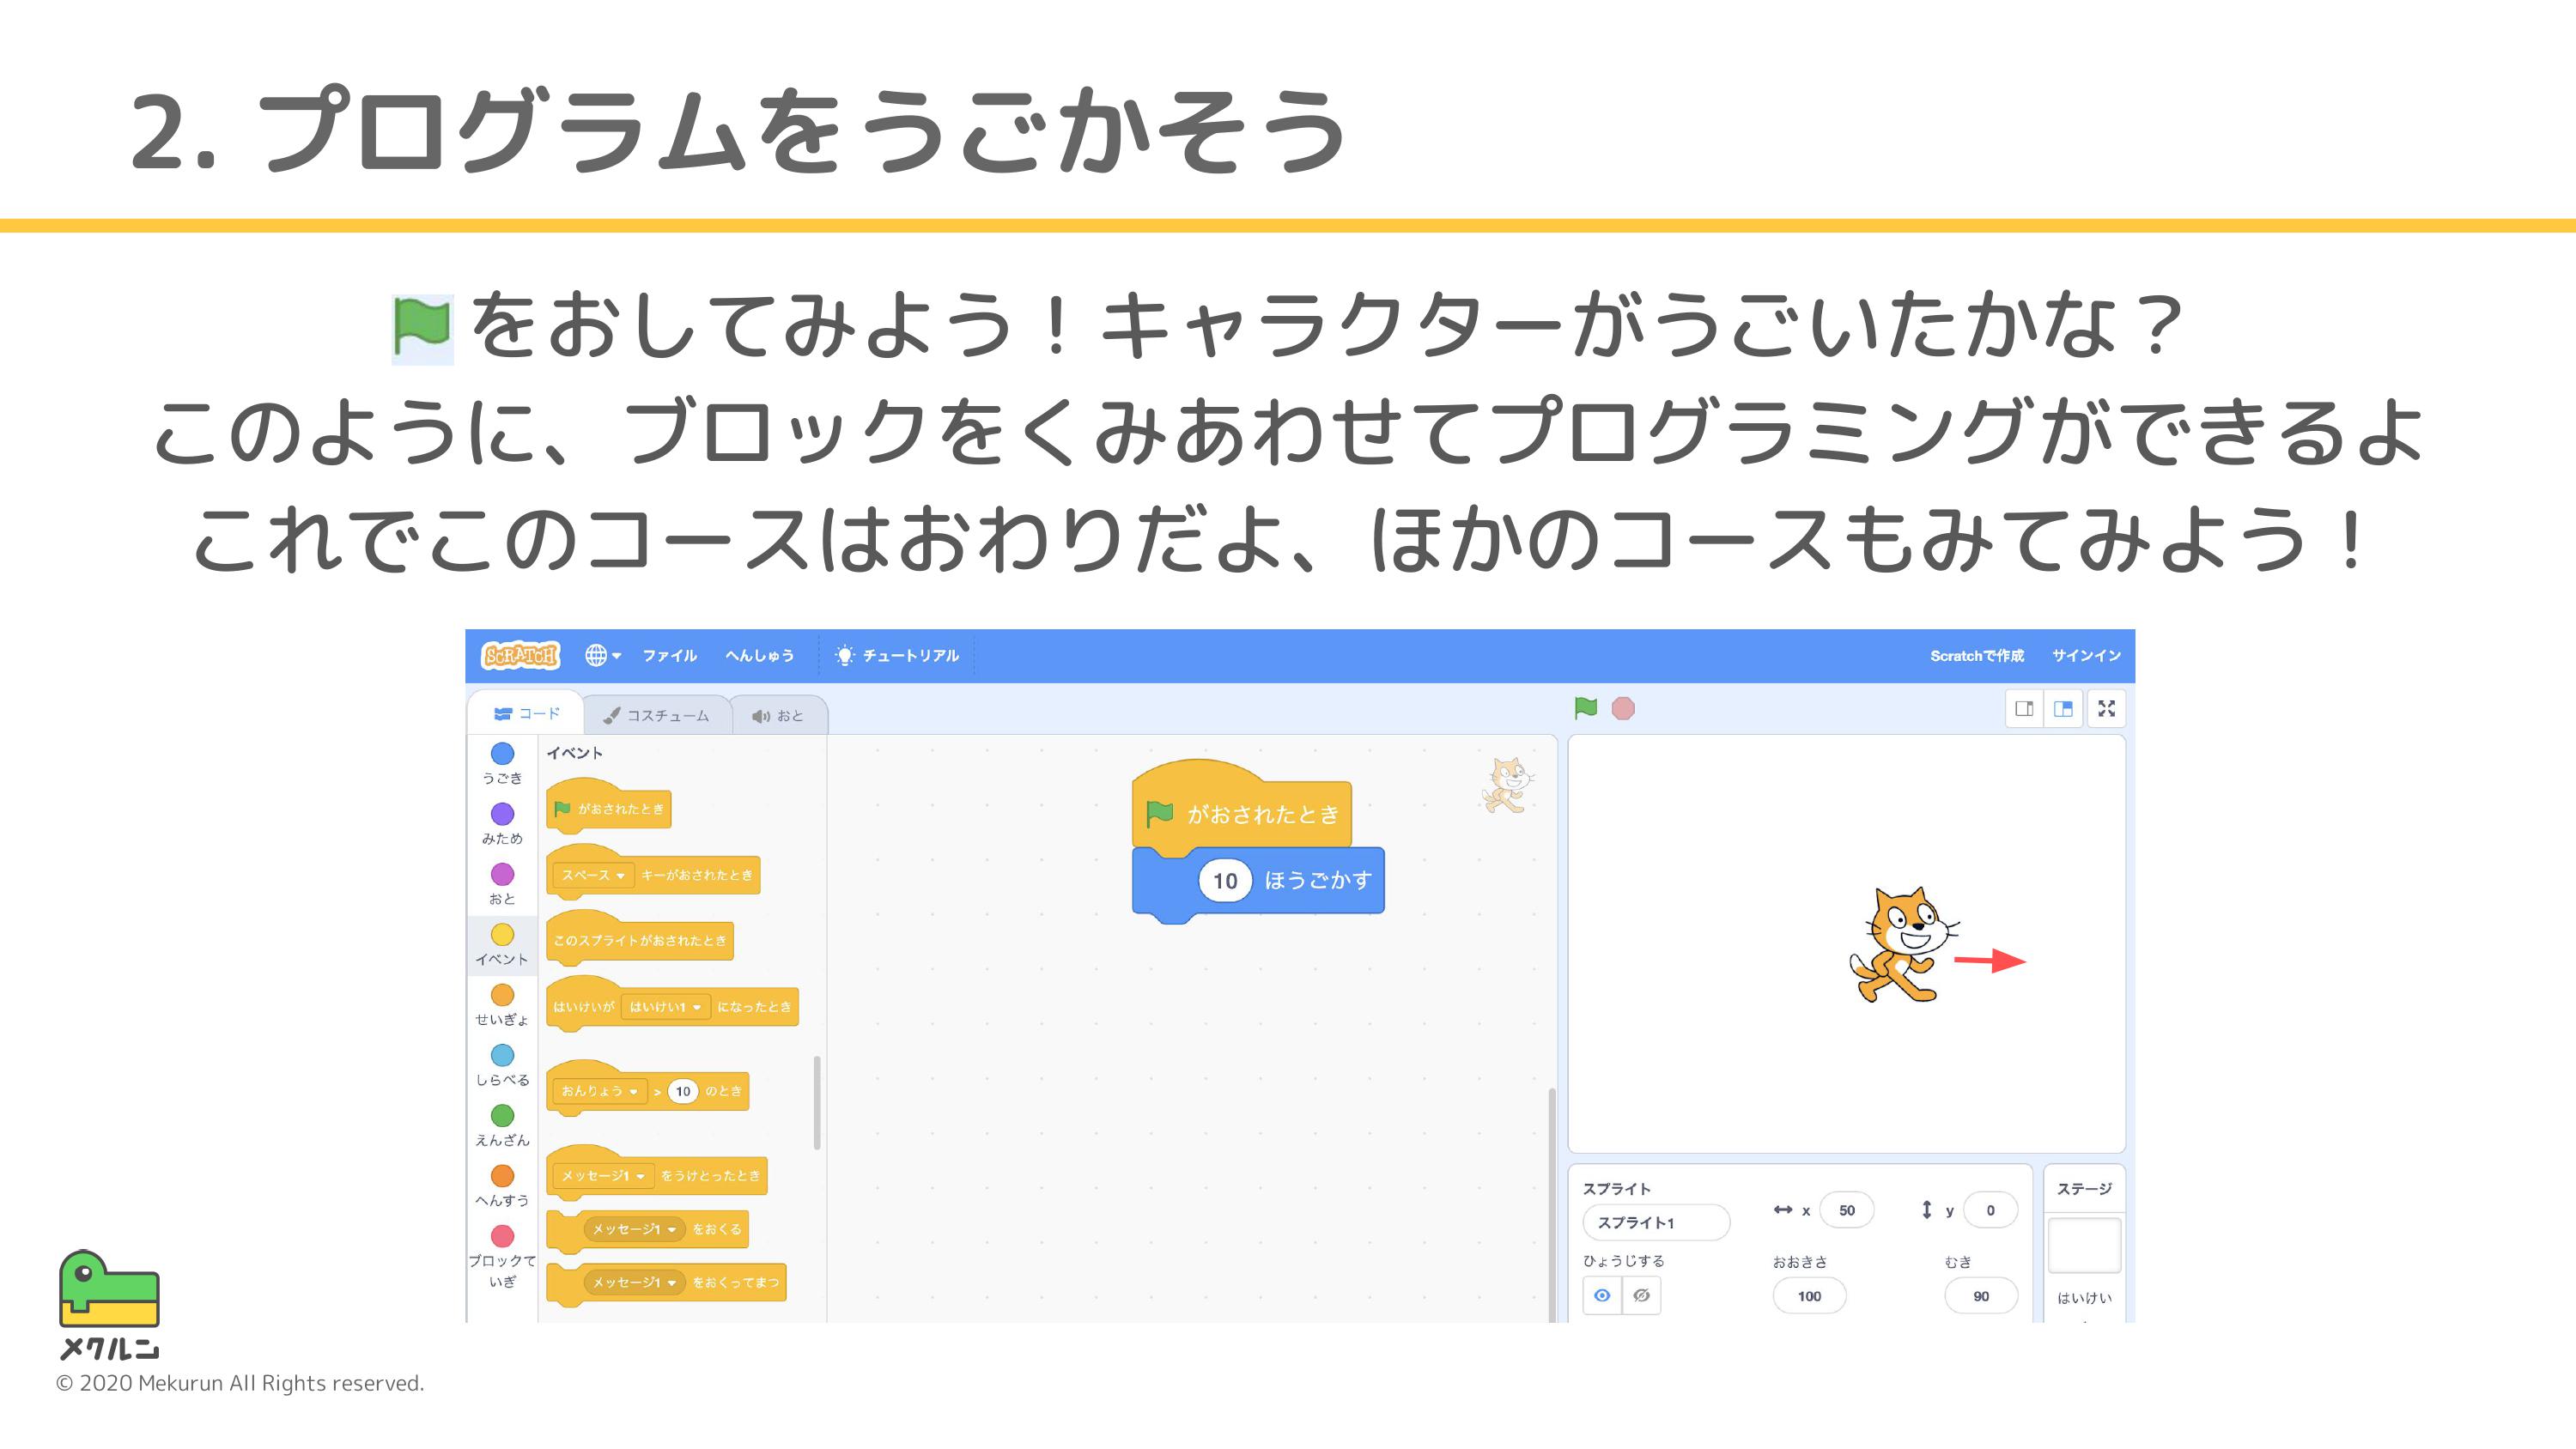 2. プログラムをうごかそう
をおしてみよう！キャラクターがうごいたかな？
このように、ブロックをくみあわせてプログラミングができるよ
これでこのコースはおわりだよ、ほかのコースもみてみよう！
SCRATCH ファイル へんしゅう チュートリアル Scratchで作成 サインイン
コード コスチューム おと
うごき
みため
おと
イベント
せいぎょ
しらべる
えんざん
へんすう
ブロックて
いぎ
イベント
がおされたとき
スペース キーがおされたとき
このスプライトがおされたとき
はいけいが はいけい1 になったとき
おんりょう > 10 のとき
メッセージ1 をうけとったとき
メッセージ1 をおくる
メッセージ1 をおくってまつ
がおされたとき
10 ほうごかす
スプライト
スプライト1 x 50 y 0
ひょうじする おおきさ むき
100 90
ステージ
はいけい
メクルン
© 2020 Mekurun All Rights reserved.